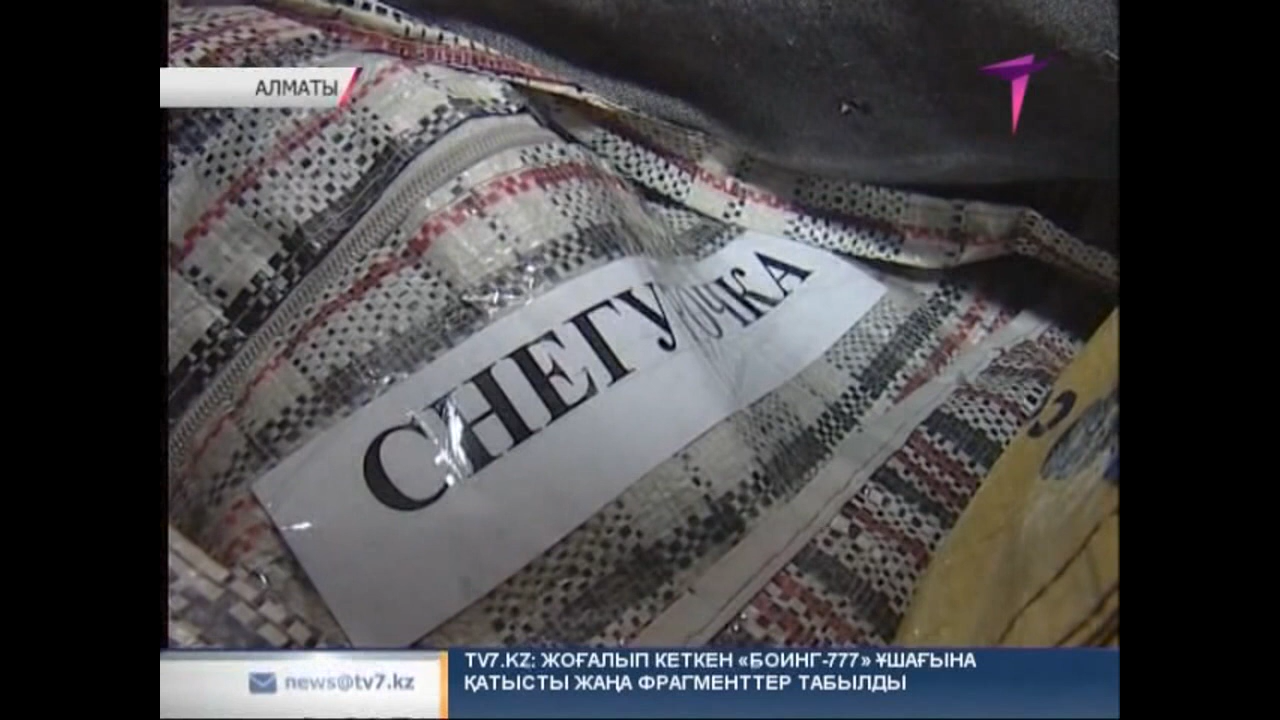 АЛМАТЫ
СНЕГУРОЧКА
news@tv7.kz
TV7.KZ: ЖОҒАЛЫП КЕТКЕН «БОИНГ-777» ҰШАҒЫНА
ҚАТЫСТЫ ЖАҢА ФРАГМЕНТТЕР ТАБЫЛДЫ